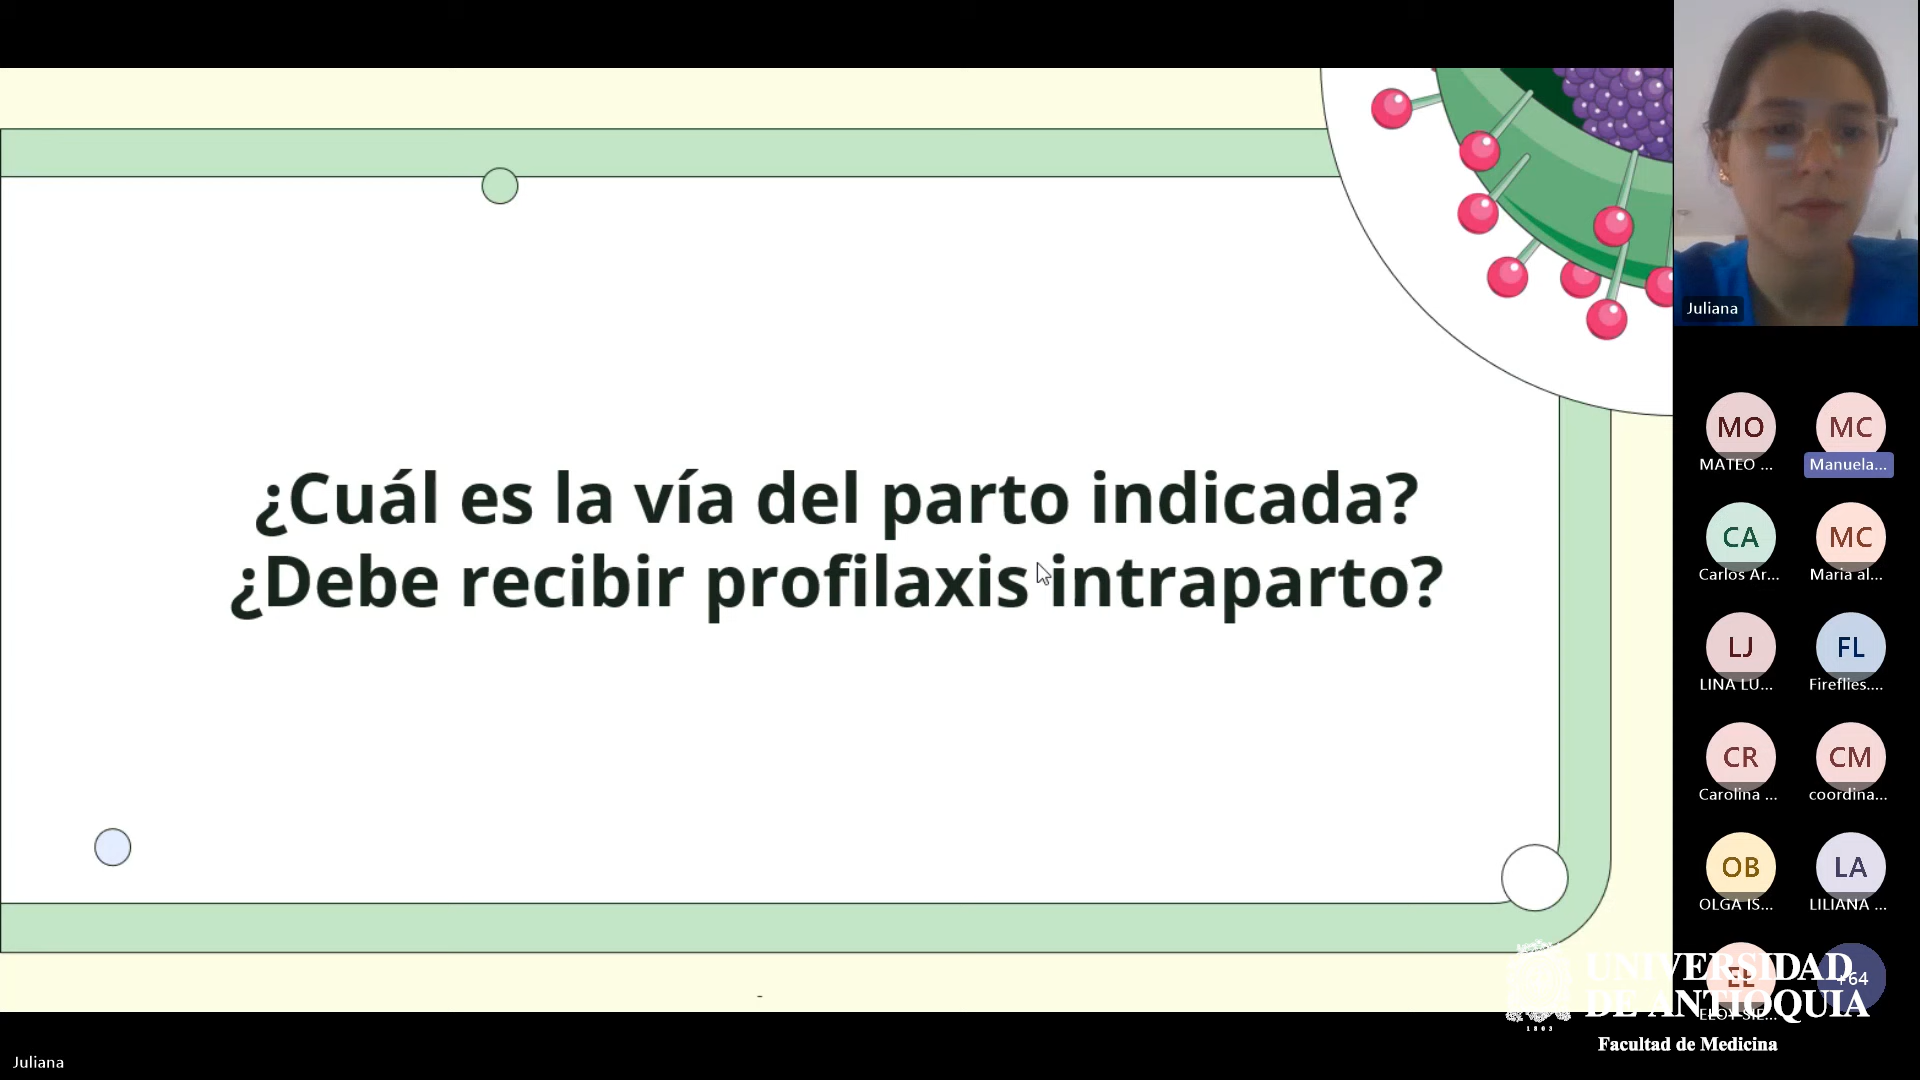 ¿Cuál es la vía del parto indicada?
¿Debe recibir profilaxis intraparto?
Juliana
MO
MATEO ...
MC
Manuela...
CA
Carlos Ar...
MC
Maria al...
LJ
LINA LU...
FL
Fireflies....
CR
Carolina ...
CM
coordina...
OB
OLGA IS...
LA
LILIANA ...
+64
UNIVERSIDAD
DE ANTIOQUIA
1803
Facultad de Medicina
Juliana